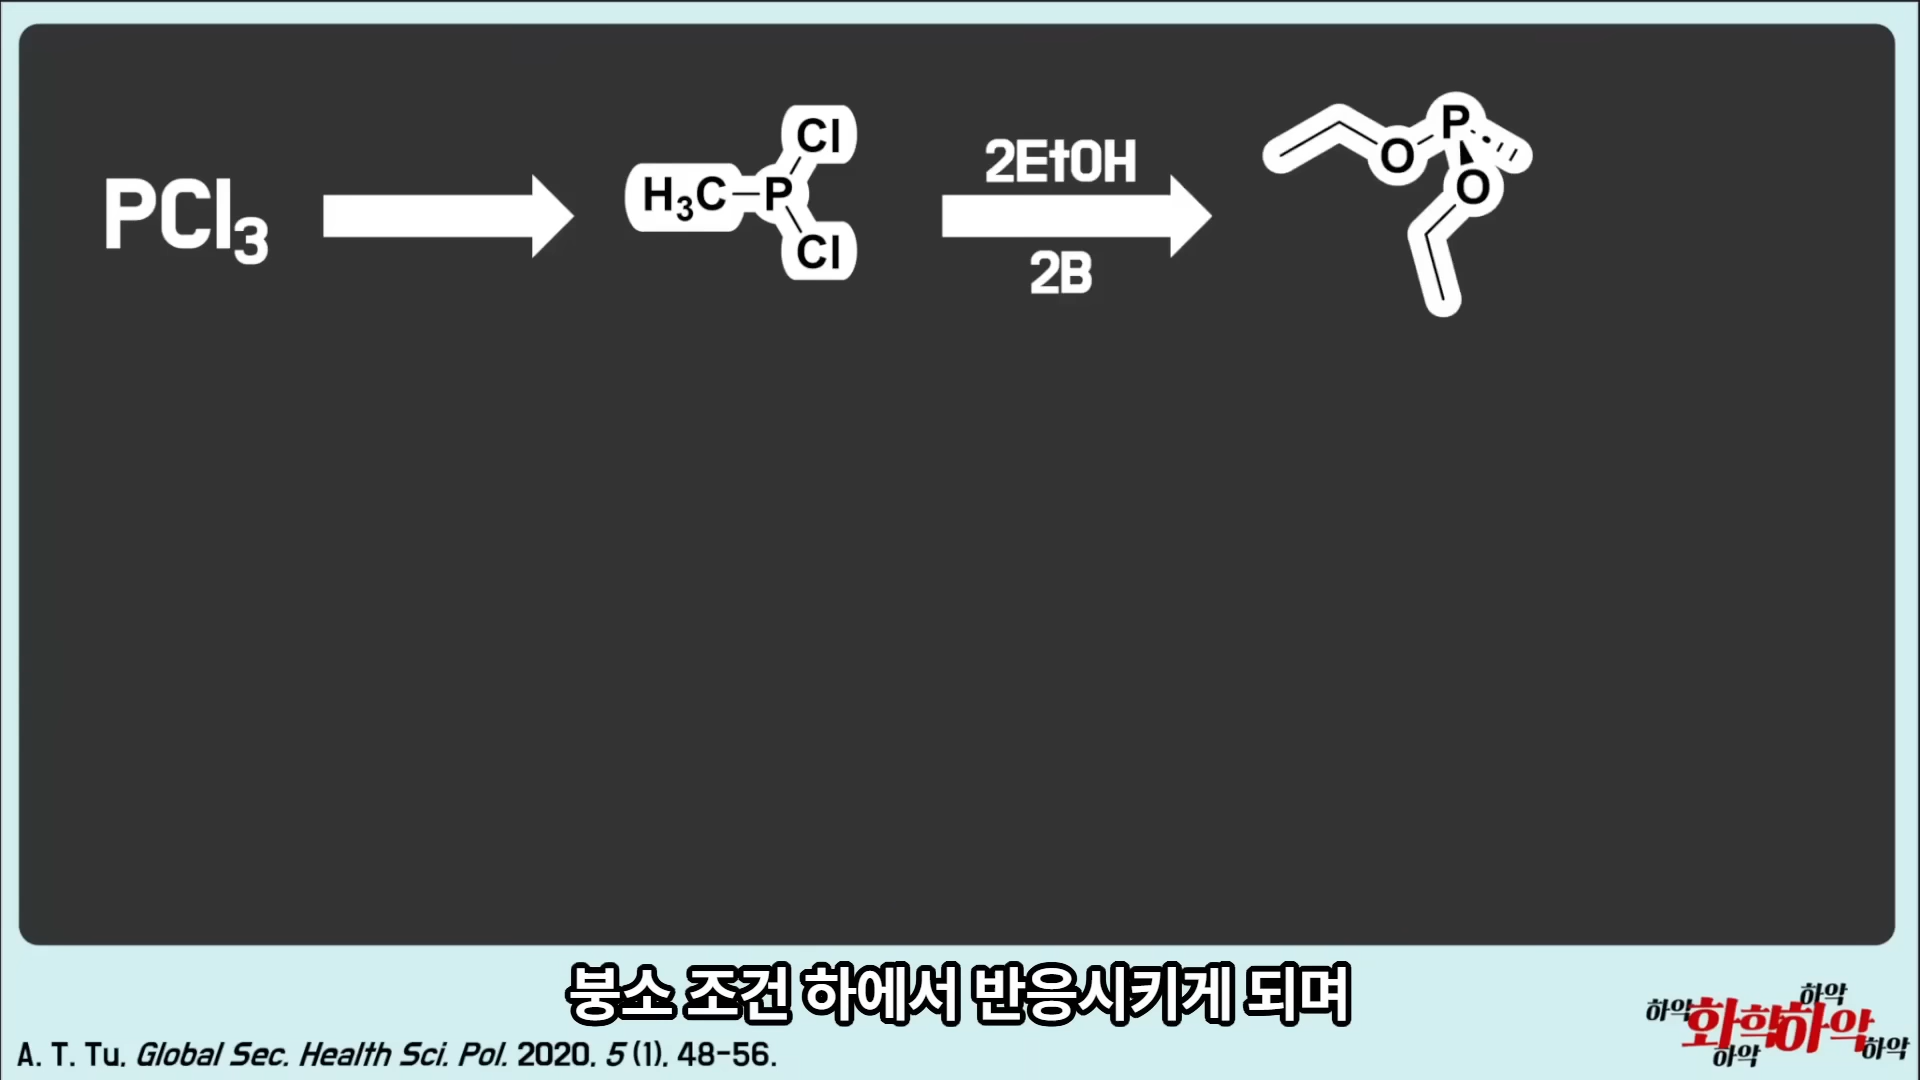 PCl₃
H₃C P Cl Cl
2EtOH
2B
P O O
붕소 조건 하에서 반응시키게 되며
A. T. Tu, Global Sec. Health Sci. Pol. 2020, 5 (1), 48-56.
하악 화학하악 하악 하악 하악